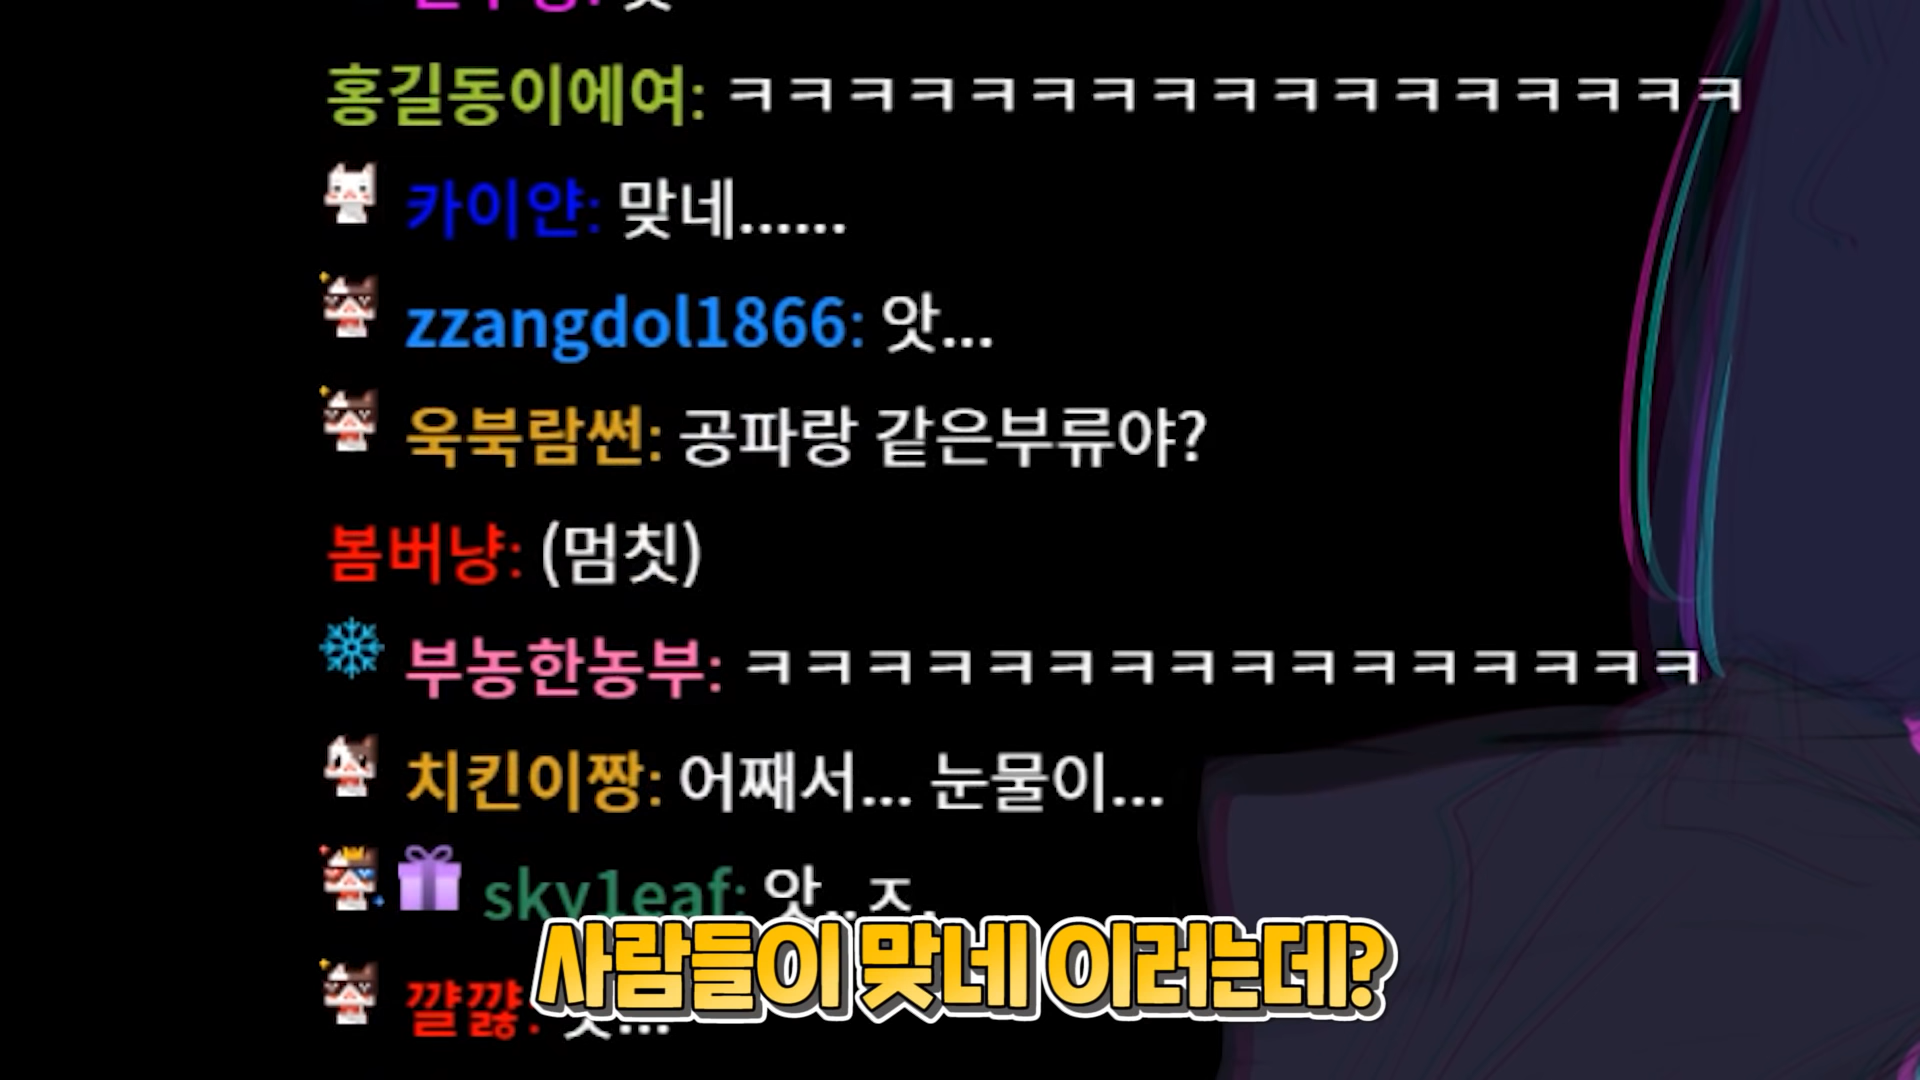 홍길동이에여: ㅋㅋㅋㅋㅋㅋㅋㅋㅋㅋㅋㅋㅋㅋㅋㅋㅋ
카이얀: 맞네......
zzangdol1866: 앗...
욱북람썬: 공파랑 같은부류야?
봄버냥: (멈칫)
부농한농부: ㅋㅋㅋㅋㅋㅋㅋㅋㅋㅋㅋㅋㅋㅋㅋㅋ
치킨이짱: 어째서... 눈물이...
sky1eaf: 앗..ㅈ.
사람들이 맞네 이러는데?